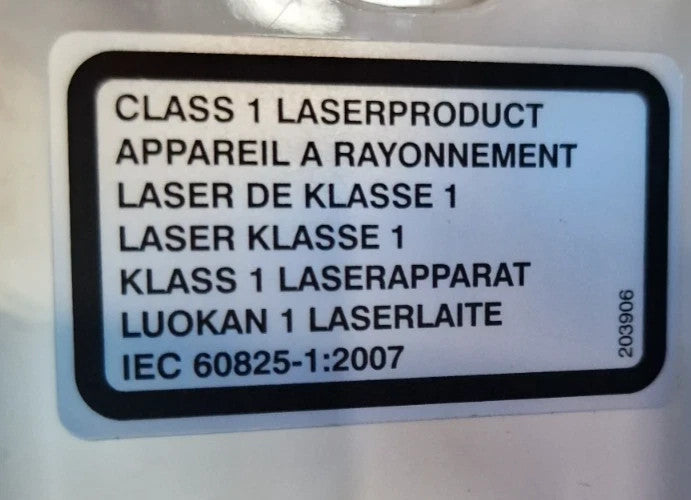 CLASS 1 LASERPRODUCT
APPAREIL A RAYONNEMENT
LASER DE KLASSE 1
LASER KLASSE 1
KLASS 1 LASERAPPARAT
LUOKAN 1 LASERLAITE
IEC 60825-1:2007
203906